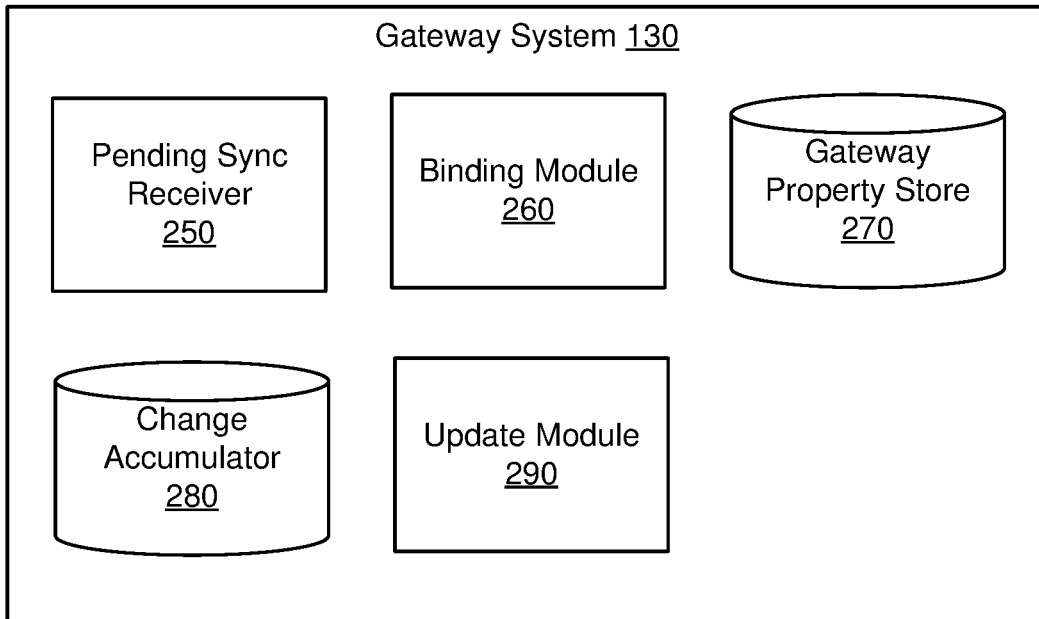 Gateway System 130
Pending Sync
Receiver
250
Binding Module
260
Gateway
Property Store
270
Change
Accumulator
280
Update Module
290